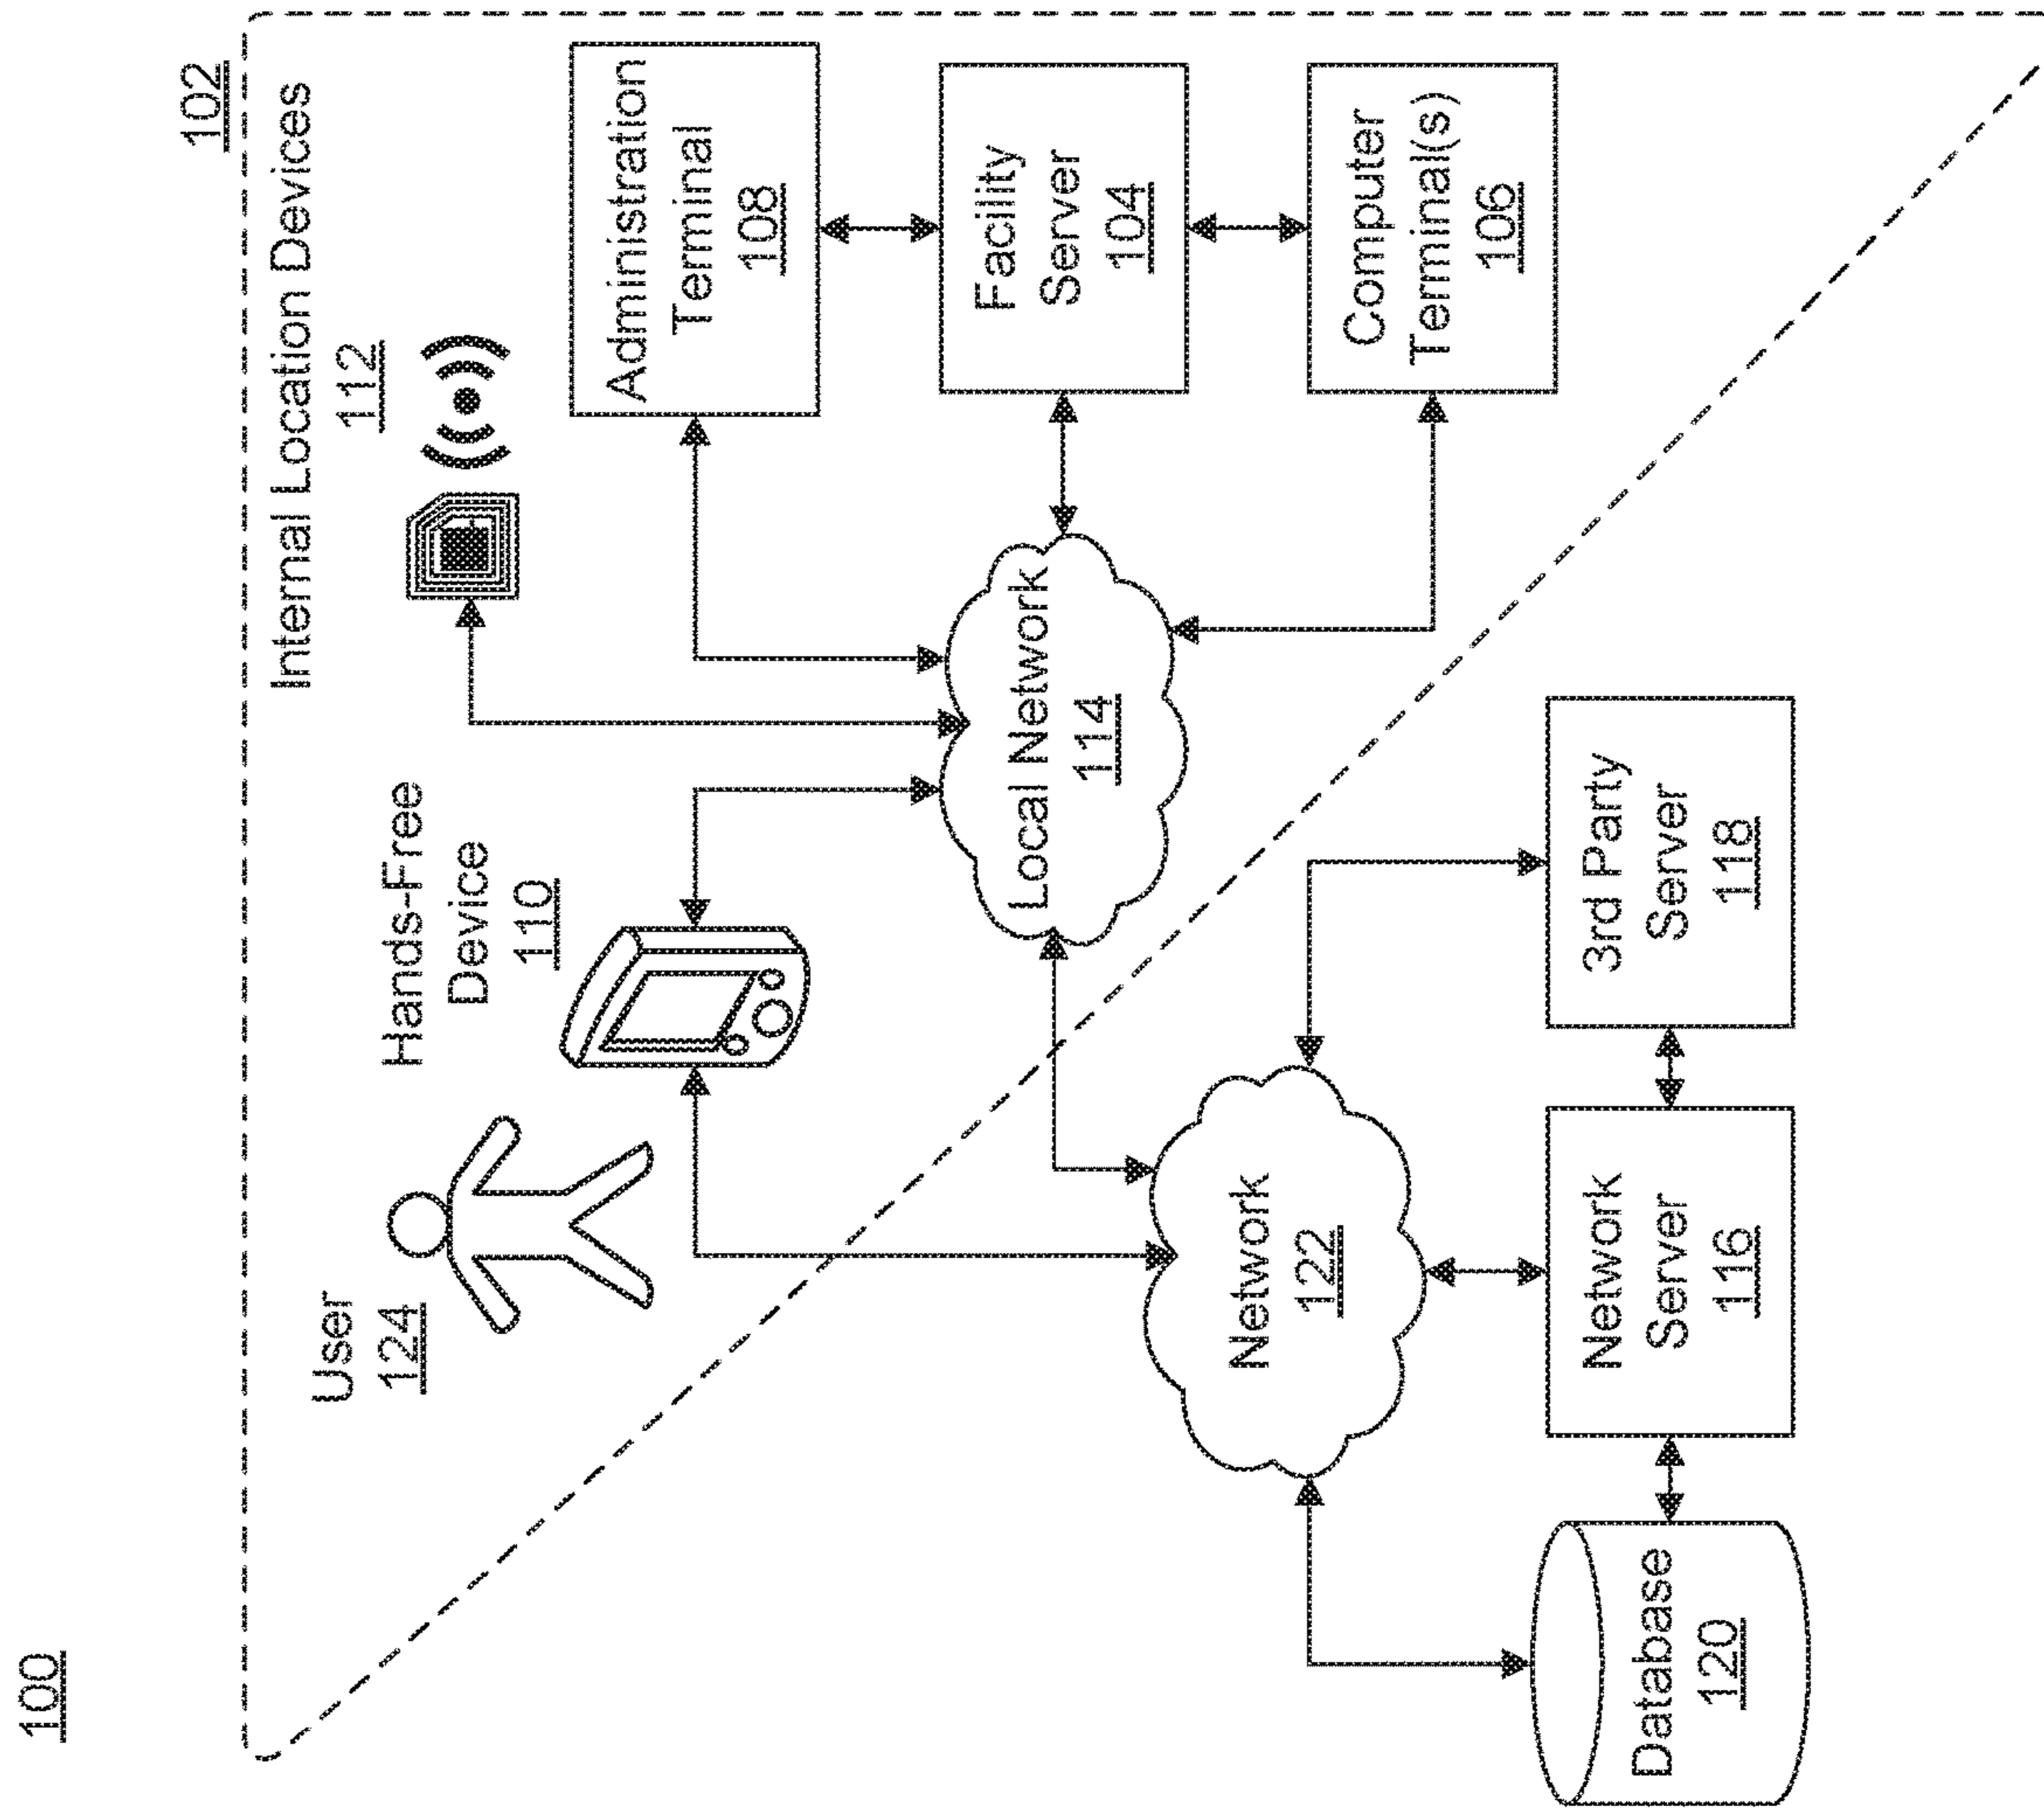 100
102
Internal Location Devices
User
124
Hands-Free
Device
110
112
Administration
Terminal
108
Local Network
114
Facility
Server
104
Network
122
Computer
Terminal(s)
106
Database
120
Network
Server
116
3rd Party
Server
118